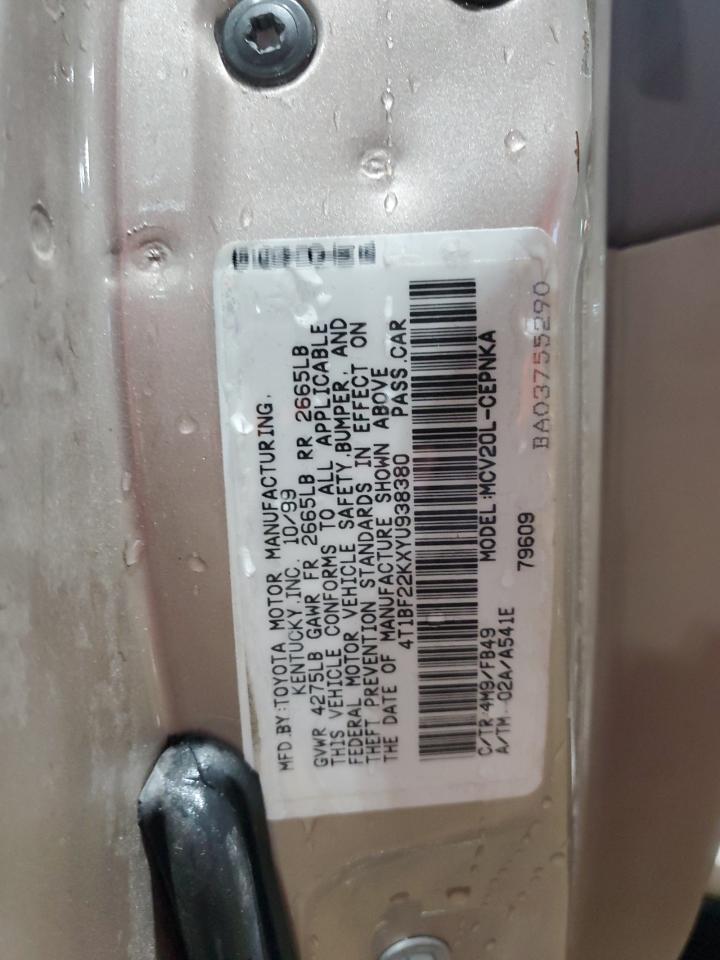 MFD.BY:TOYOTA MOTOR MANUFACTURING,
KENTUCKY,INC. 10/99
GVWR 4275LB GAWR FR 2665LB RR 2665LB
THIS VEHICLE CONFORMS TO ALL APPLICABLE
FEDERAL MOTOR VEHICLE SAFETY,BUMPER, AND
THEFT PREVENTION STANDARDS IN EFFECT ON
THE DATE OF MANUFACTURE SHOWN ABOVE
4T1BF22KXYU938380 PASS.CAR
C/TR:4M9/FB49 MODEL:MCV20L-CEPNKA
A/TM: 02A/A541E
79609
BA03755290